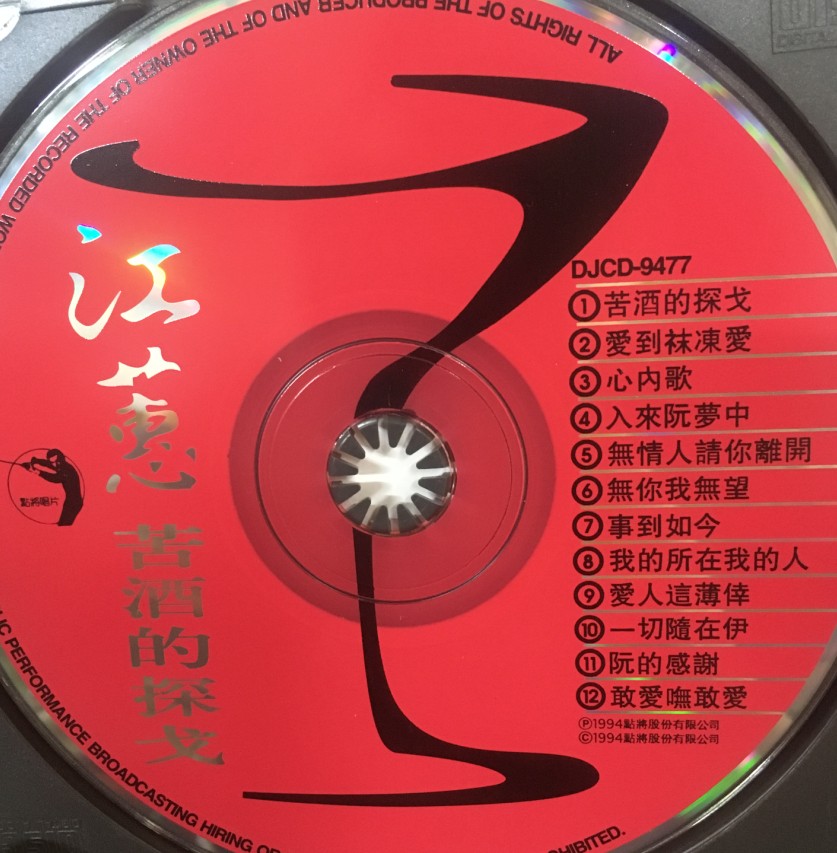 ALL RIGHTS OF THE PRODUCER AND OF THE OWNER OF THE RECORDED
江蕙
苦酒的探戈
點將唱片
DJCD-9477
①苦酒的探戈
②愛到袜凍愛
③心內歌
④入來阮夢中
⑤無情人請你離開
⑥無你我無望
⑦事到如今
⑧我的所在我的人
⑨愛人這薄倖
⑩一切隨在伊
⑪阮的感謝
⑫敢愛嘸敢愛
Ⓟ1994點將股份有限公司
Ⓒ1994點將股份有限公司
PERFORMANCE BROADCASTING HIRING